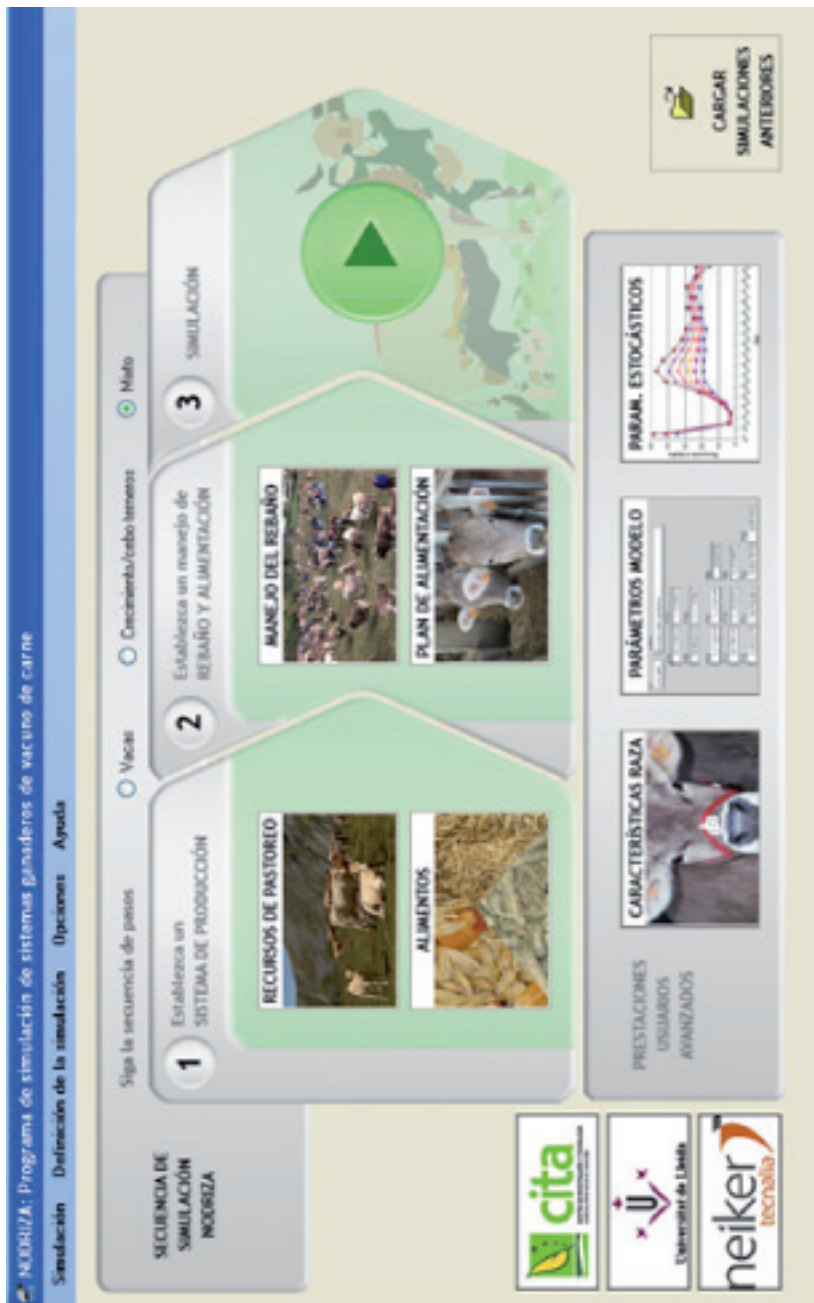 NODRIZA: Programa de simulación de sistemas ganaderos de vacuno de carne
Simulación Definición de la simulación Opciones Ayuda
SECUENCIA DE
SIMULACIÓN
NODRIZA
Siga la secuencia de pasos
Vacas
Crecimiento/cebo terneros
Mixto
1
Establezca un
SISTEMA DE PRODUCCIÓN
RECURSOS DE PASTOREO
ALIMENTOS
2
Establezca un manejo de
REBAÑO Y ALIMENTACIÓN
MANEJO DEL REBAÑO
PLAN DE ALIMENTACIÓN
3
SIMULACIÓN
PRESTACIONES
USUARIOS
AVANZADOS
CARACTERÍSTICAS RAZA
PARÁMETROS MODELO
PARAM. ESTOCÁSTICOS
CARGAR
SIMULACIONES
ANTERIORES
cita
U
Universitat de Lleida
neiker
tecnalia